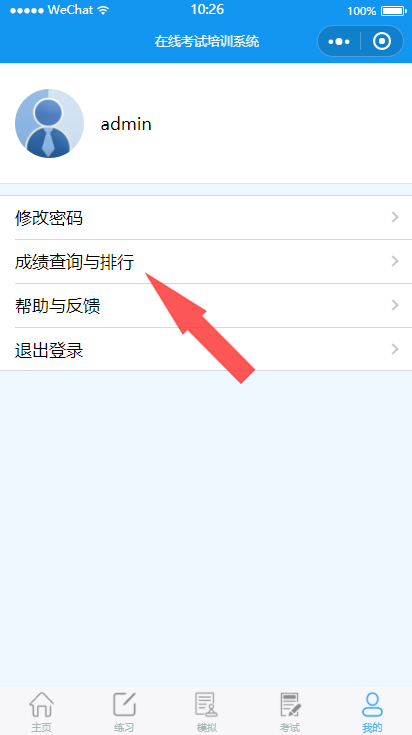 WeChat
10:26
100%
在线考试培训系统
admin
修改密码
成绩查询与排行
帮助与反馈
退出登录
主页
练习
模拟
考试
我的